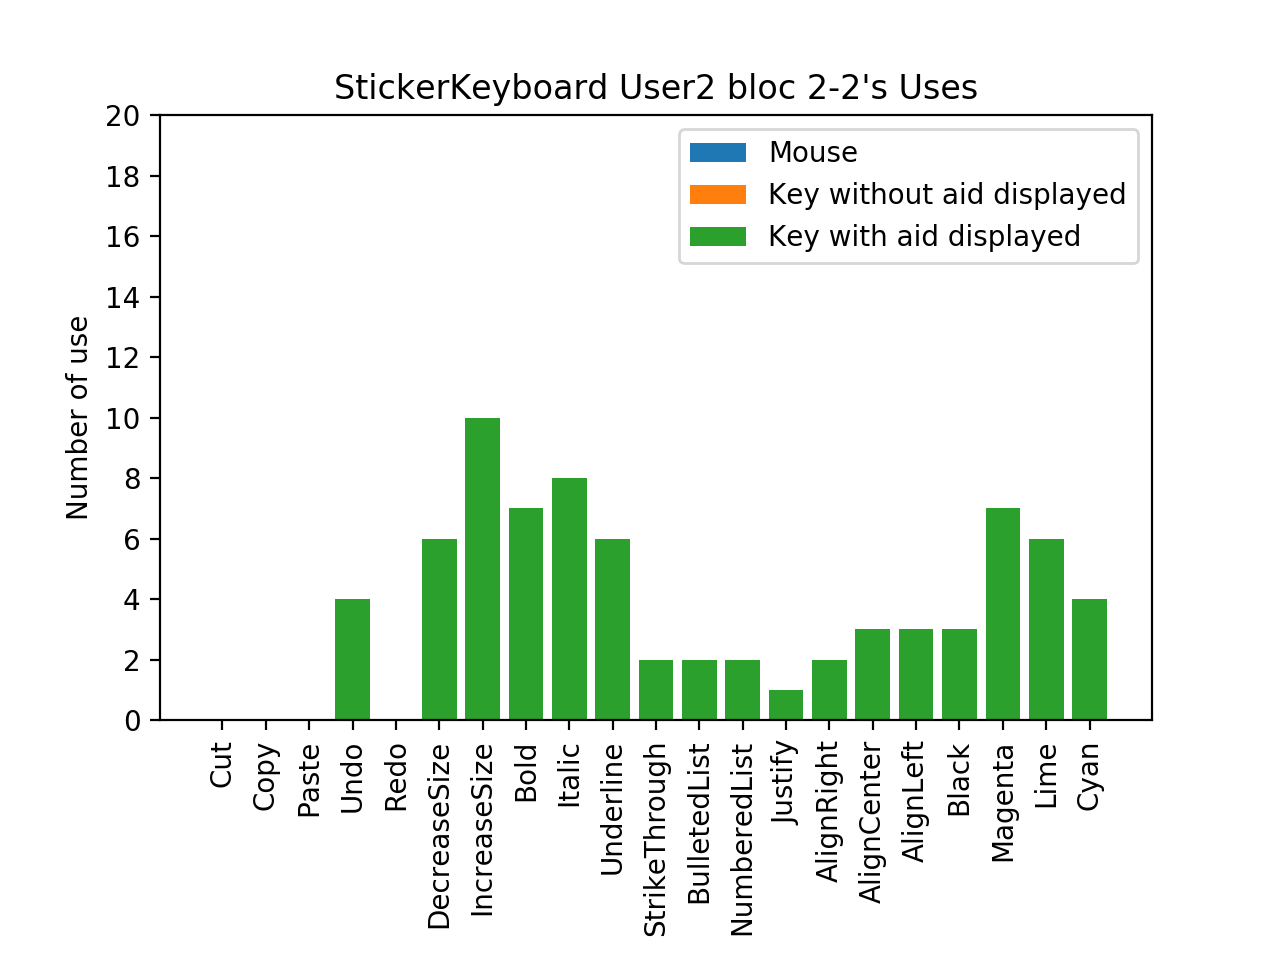 StickerKeyboard User2 bloc 2-2's Uses
Mouse
Key without aid displayed
Key with aid displayed
Number of use
20
18
16
14
12
10
8
6
4
2
0
Cut
Copy
Paste
Undo
Redo
DecreaseSize
IncreaseSize
Bold
Italic
Underline
StrikeThrough
BulletedList
NumberedList
Justify
AlignRight
AlignCenter
AlignLeft
Black
Magenta
Lime
Cyan